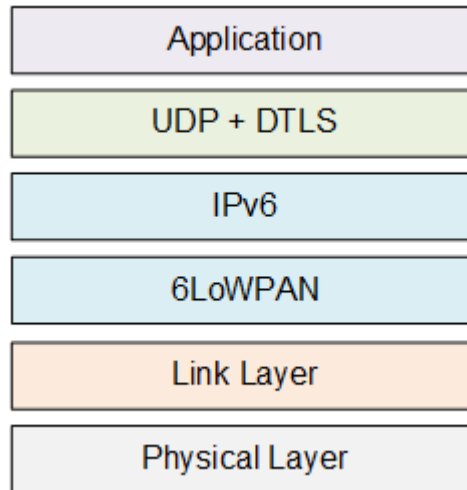 Application
UDP + DTLS
IPv6
6LoWPAN
Link Layer
Physical Layer